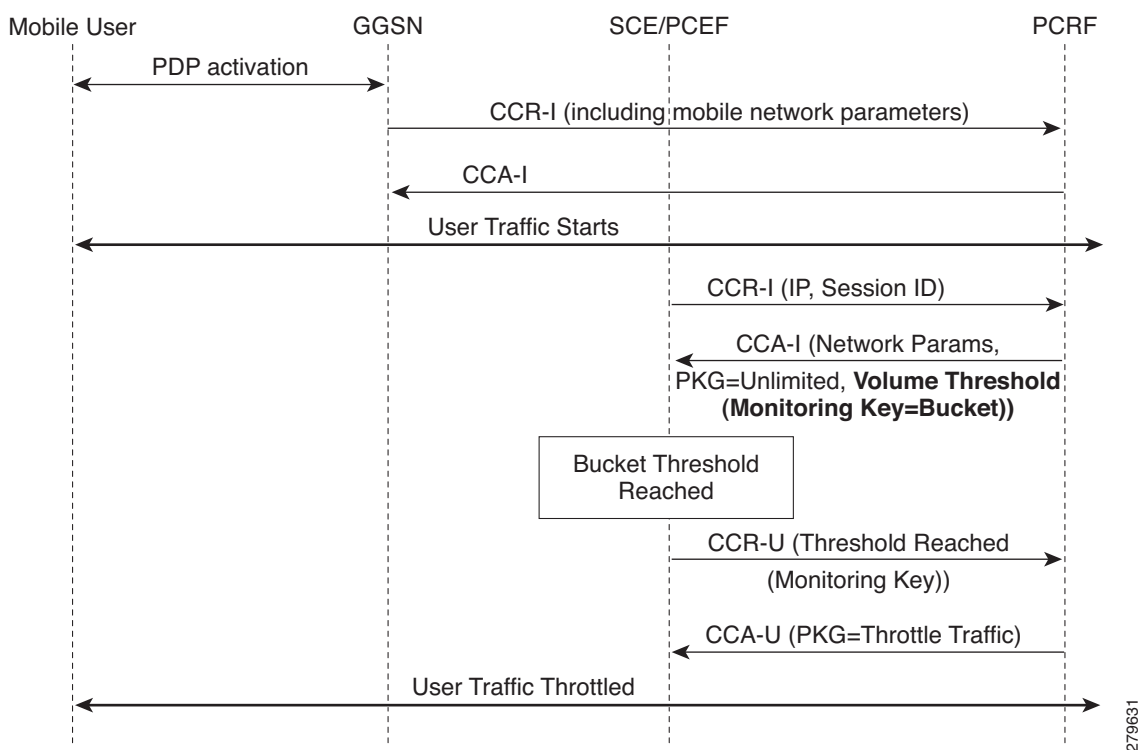 Mobile User
GGSN
SCE/PCEF
PCRF
PDP activation
CCR-I (including mobile network parameters)
CCA-I
User Traffic Starts
CCR-I (IP, Session ID)
CCA-I (Network Params,
PKG=Unlimited, Volume Threshold
(Monitoring Key=Bucket))
Bucket Threshold
Reached
CCR-U (Threshold Reached
(Monitoring Key))
CCA-U (PKG=Throttle Traffic)
User Traffic Throttled
279631